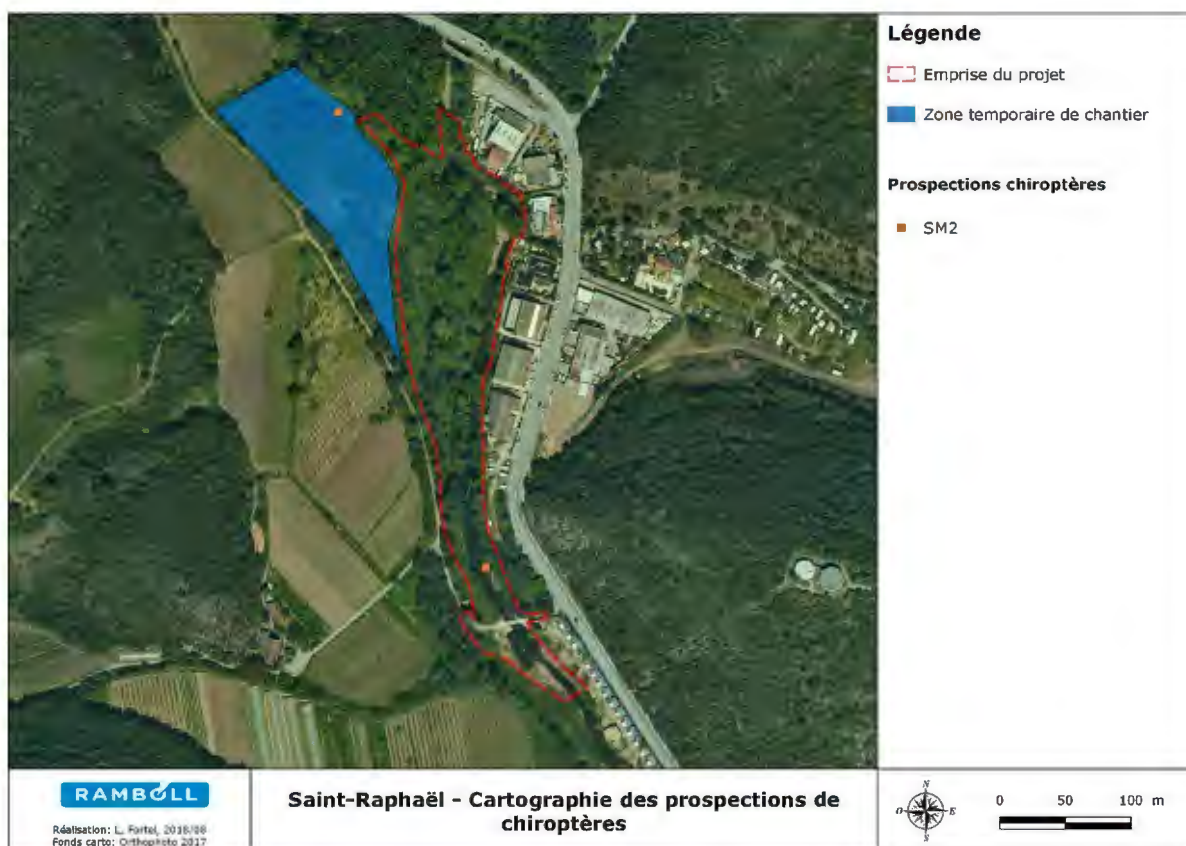 Légende
Emprise du projet
Zone temporaire de chantier
Prospections chiroptères
SM2
RAMBOLL
Réalisation: L. Fortel, 2018/08
Fonds carto: Orthophoto 2017
Saint-Raphaël - Cartographie des prospections de
chiroptères
N
O
E
S
0 50 100 m